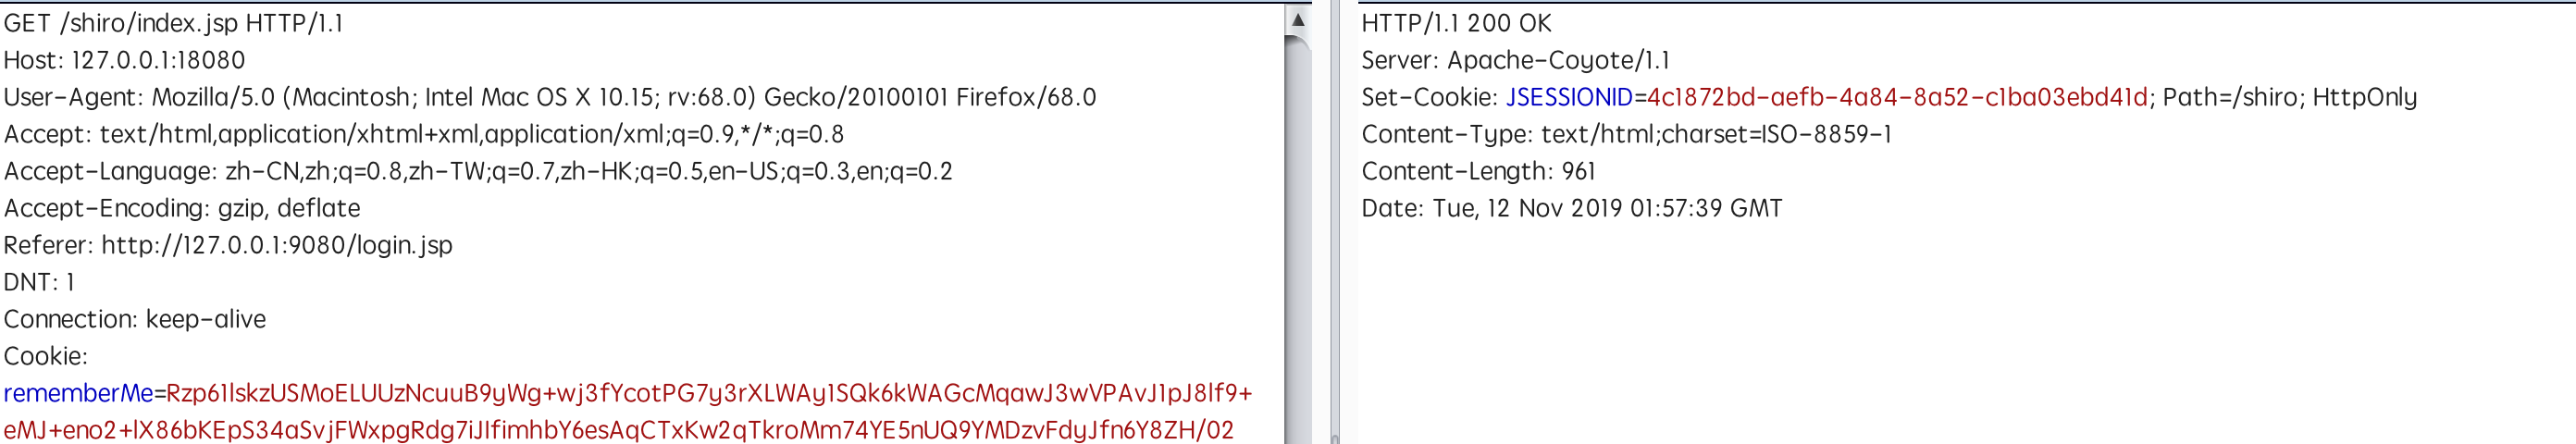 GET /shiro/index.jsp HTTP/1.1
Host: 127.0.0.1:18080
User-Agent: Mozilla/5.0 (Macintosh; Intel Mac OS X 10.15; rv:68.0) Gecko/20100101 Firefox/68.0
Accept: text/html,application/xhtml+xml,application/xml;q=0.9,*/*;q=0.8
Accept-Language: zh-CN,zh;q=0.8,zh-TW;q=0.7,zh-HK;q=0.5,en-US;q=0.3,en;q=0.2
Accept-Encoding: gzip, deflate
Referer: http://127.0.0.1:9080/login.jsp
DNT: 1
Connection: keep-alive
Cookie:
rememberMe=Rzp61lskzUSMoELUUzNcuuB9yWg+wj3fYcotPG7y3rXLWAy1SQk6kWAGcMqawJ3wVPAvJ1pJ8lf9+
eMJ+eno2+lX86bKEpS34aSvjFWxpgRdg7iJIfimhbY6esAqCTxKw2qTkroMm74YE5nUQ9YMDzvFdyJfn6Y8ZH/02
HTTP/1.1 200 OK
Server: Apache-Coyote/1.1
Set-Cookie: JSESSIONID=4c1872bd-aefb-4a84-8a52-c1ba03ebd41d; Path=/shiro; HttpOnly
Content-Type: text/html;charset=ISO-8859-1
Content-Length: 961
Date: Tue, 12 Nov 2019 01:57:39 GMT